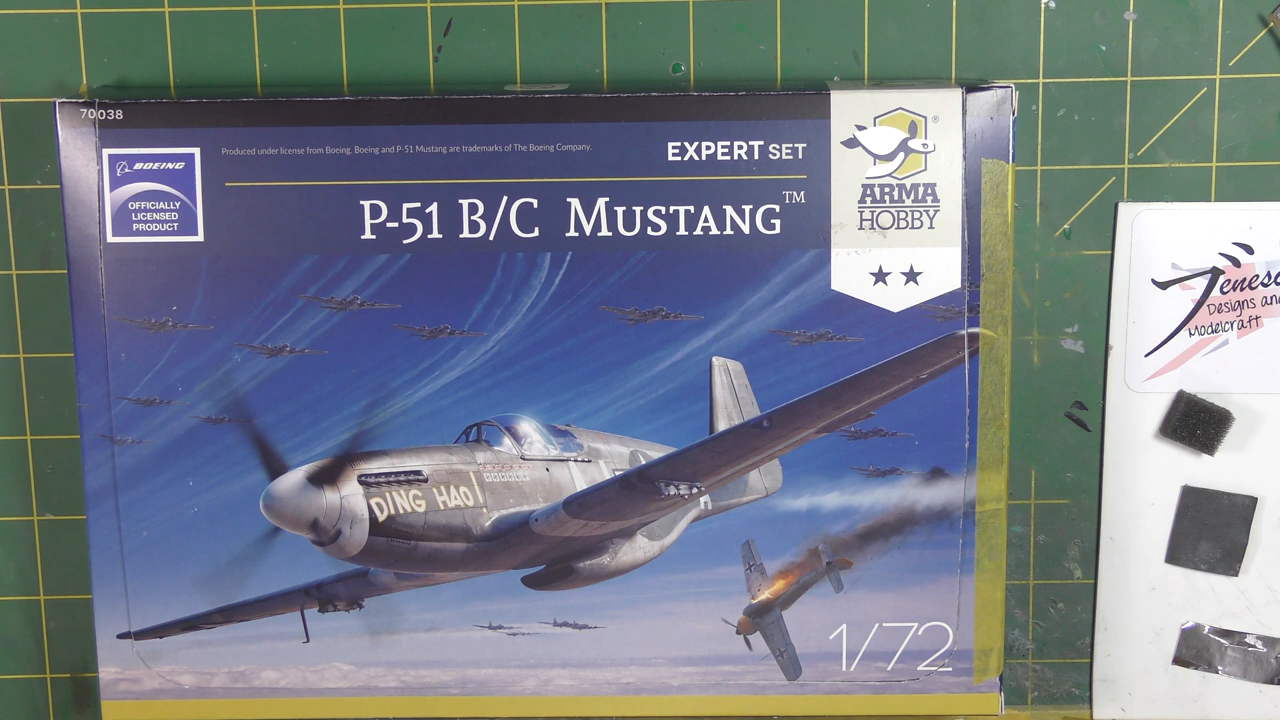 70038
BOEING
OFFICIALLY
LICENSED
PRODUCT
Produced under license from Boeing. Boeing and P-51 Mustang are trademarks of The Boeing Company.
EXPERT SET
P-51 B/C MUSTANG™
®
ARMA
HOBBY
DING HAO!
1/72
Designs
Modelcraft